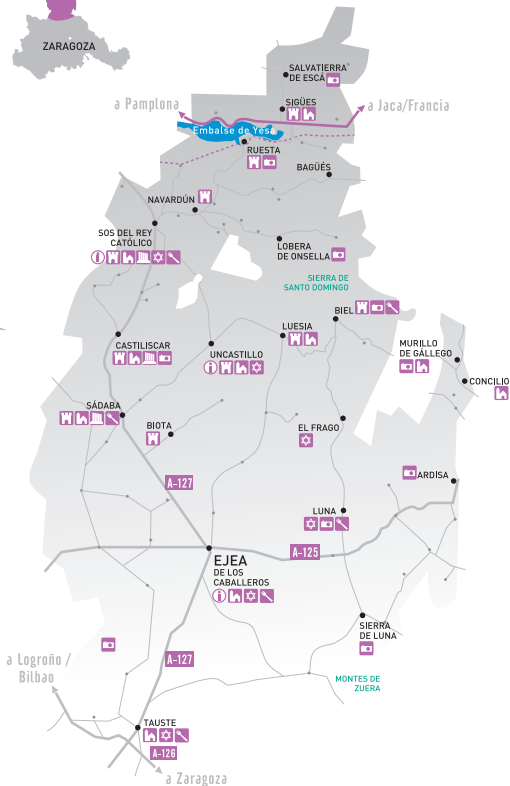 ZARAGOZA
SALVATIERRA
DE ESCA
a Pamplona
SIGÜES
a Jaca/Francia
Embalse de Yesa
RUESTA
BAGÜÉS
NAVARDÚN
SOS DEL REY
CATÓLICO
LOBERA
DE ONSELLA
SIERRA DE
SANTO DOMINGO
BIEL
LUESIA
CASTILISCAR
UNCASTILLO
MURILLO
DE GÁLLEGO
CONCILIO
SÁDABA
BIOTA
EL FRAGO
ARDISA
A-127
LUNA
A-125
EJEA
DE LOS
CABALLEROS
SIERRA
DE LUNA
a Logroño /
Bilbao
A-127
MONTES DE
ZUERA
TAUSTE
A-126
a Zaragoza